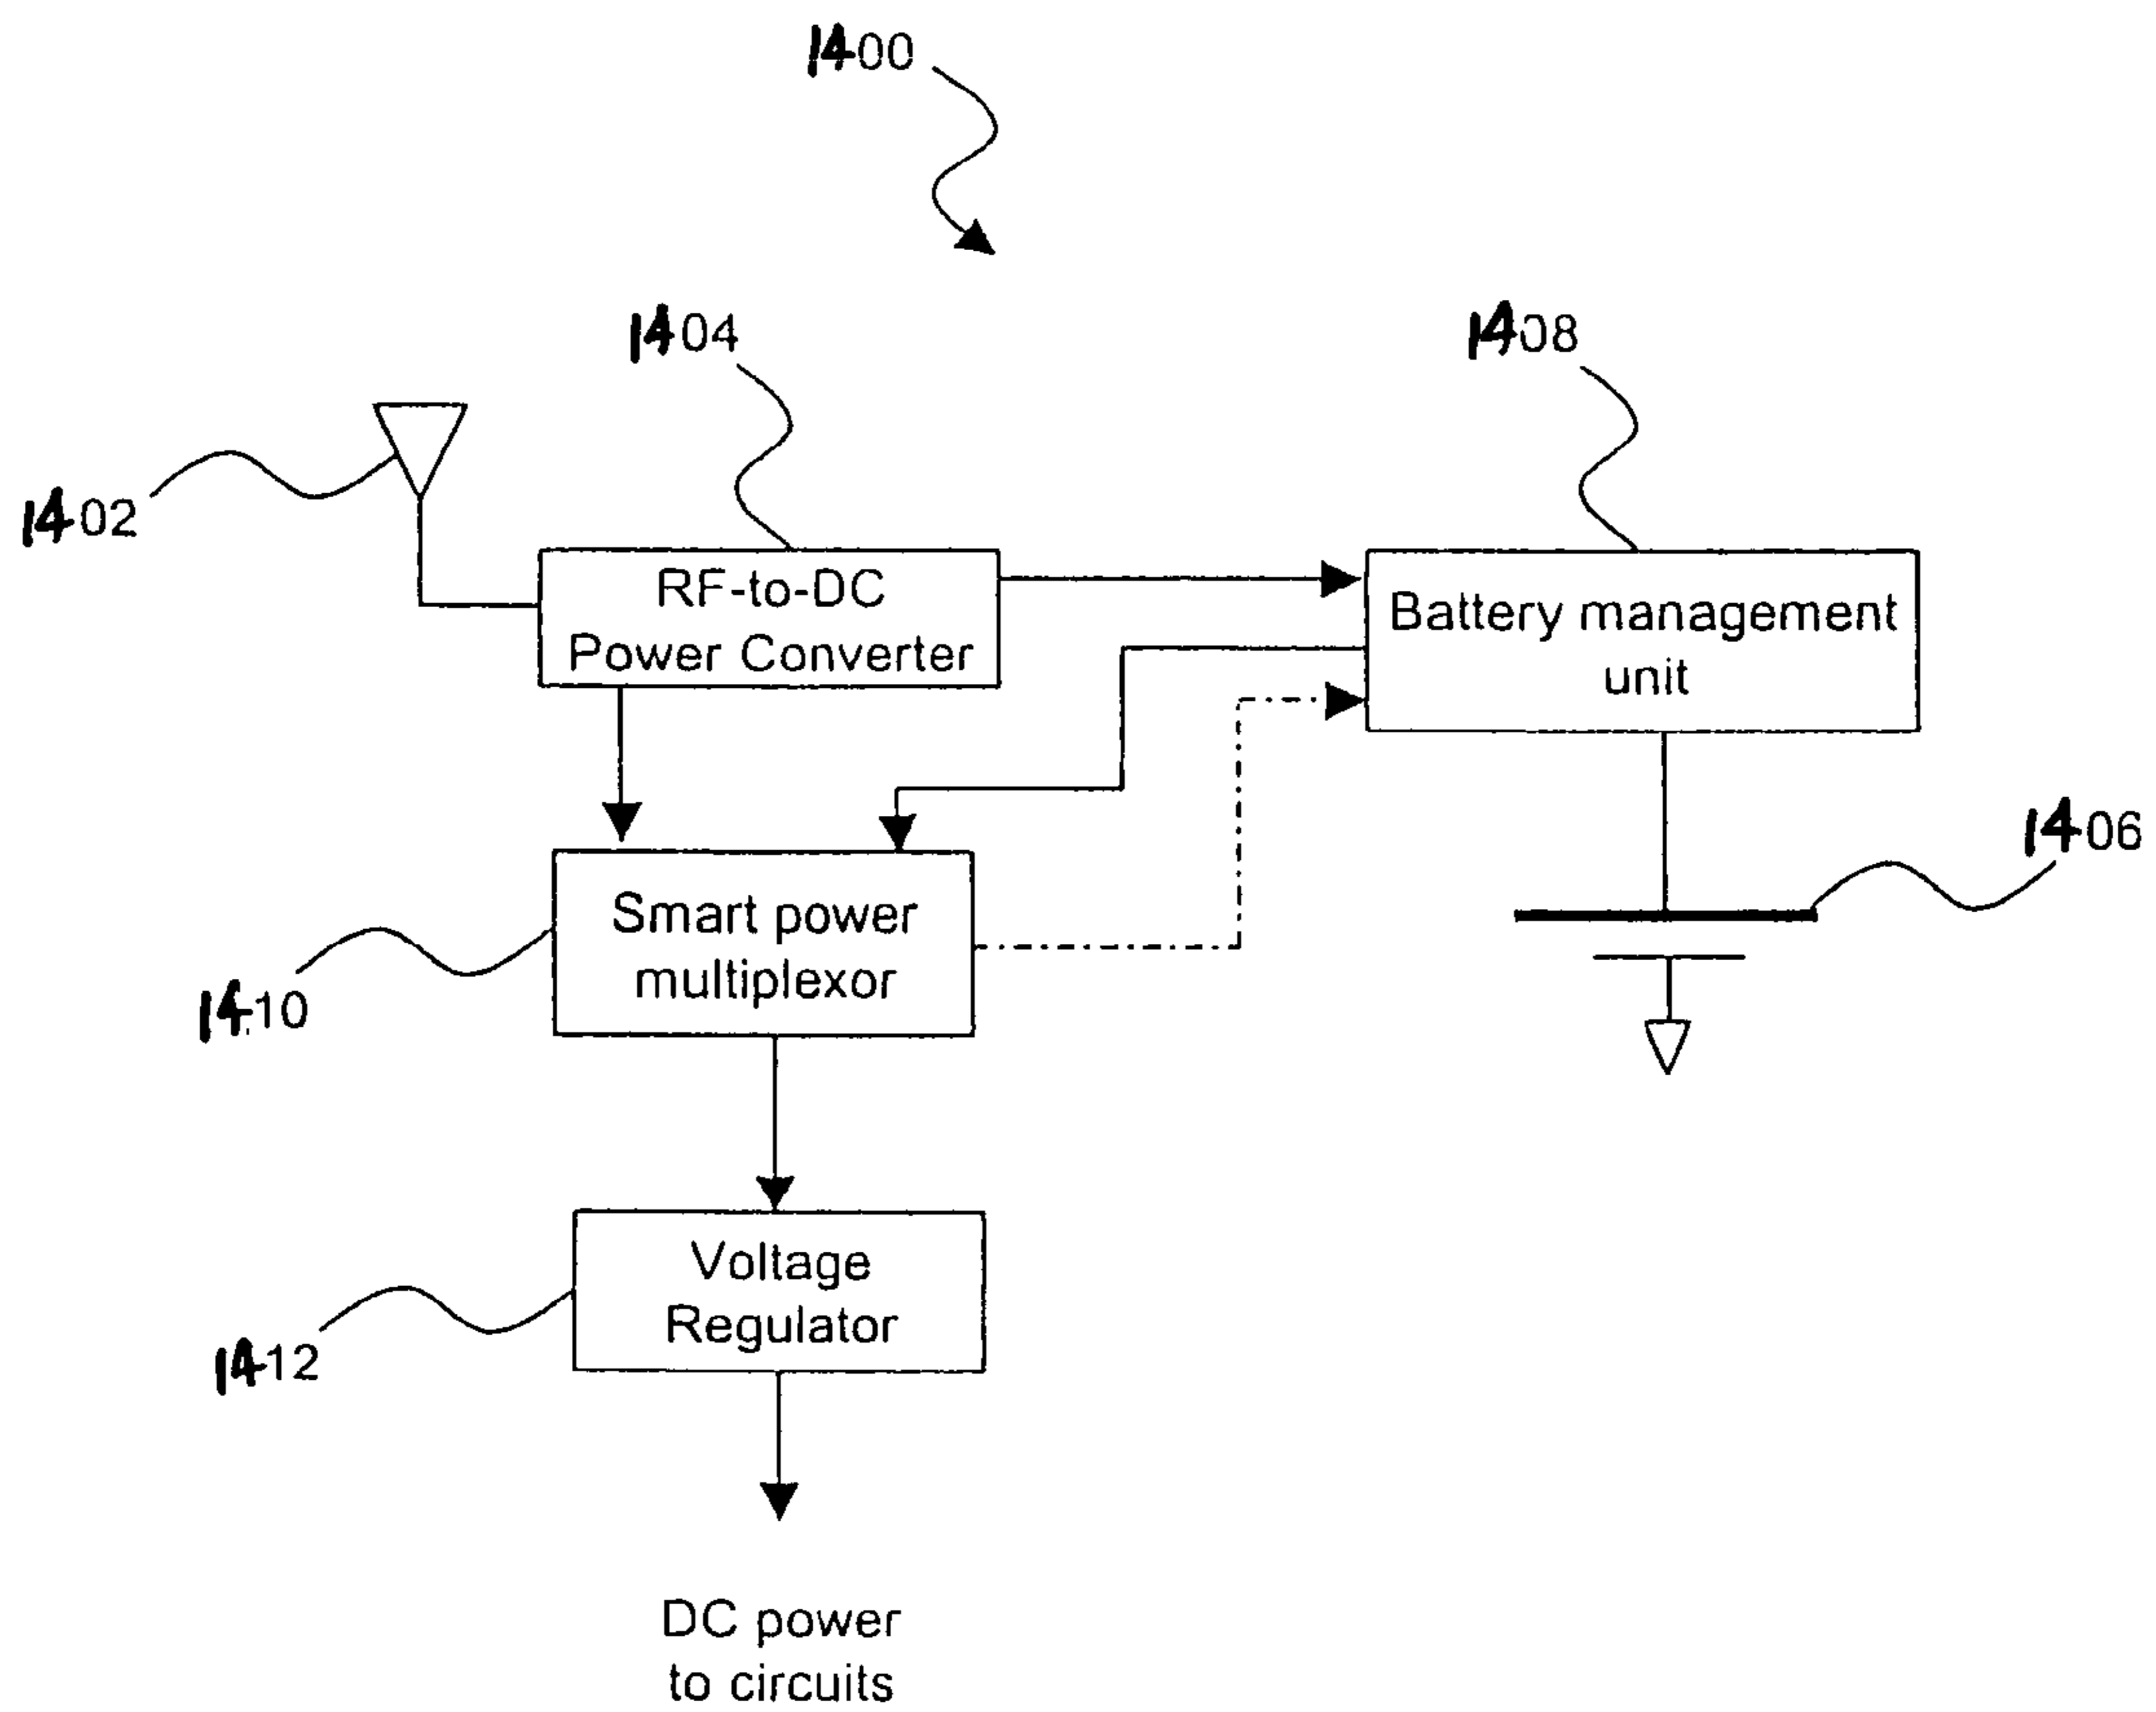 1400
1404
1408
1402
RF-to-DC
Power Converter
Battery management
unit
1406
Smart power
multiplexor
1410
Voltage
Regulator
1412
DC power
to circuits